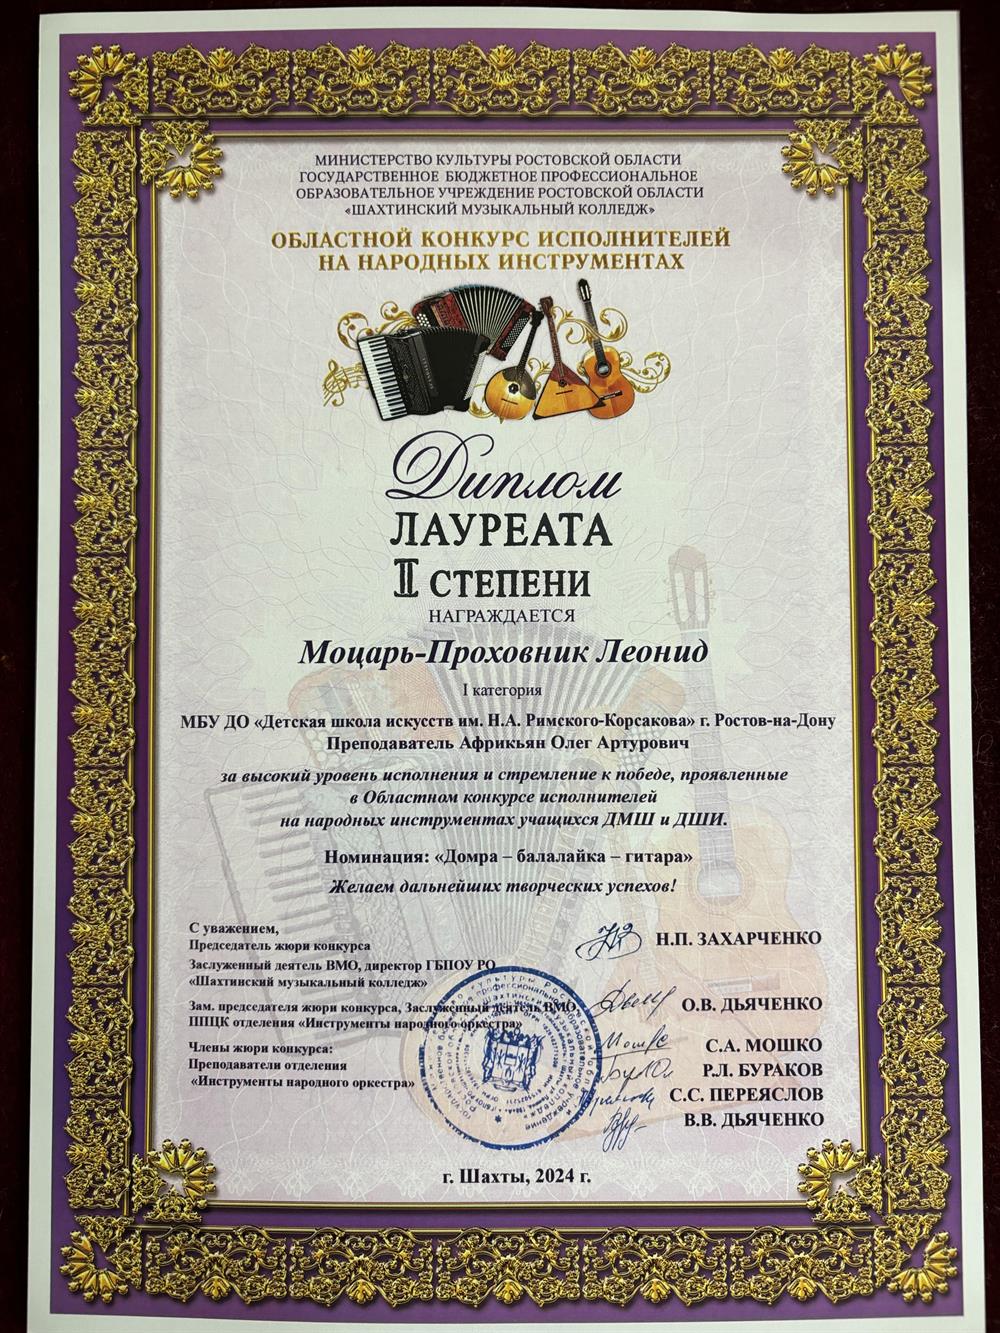 МИНИСТЕРСТВО КУЛЬТУРЫ РОСТОВСКОЙ ОБЛАСТИ
ГОСУДАРСТВЕННОЕ БЮДЖЕТНОЕ ПРОФЕССИОНАЛЬНОЕ
ОБРАЗОВАТЕЛЬНОЕ УЧРЕЖДЕНИЕ РОСТОВСКОЙ ОБЛАСТИ
«ШАХТИНСКИЙ МУЗЫКАЛЬНЫЙ КОЛЛЕДЖ»
ОБЛАСТНОЙ КОНКУРС ИСПОЛНИТЕЛЕЙ
НА НАРОДНЫХ ИНСТРУМЕНТАХ
Диплом
ЛАУРЕАТА
II СТЕПЕНИ
НАГРАЖДАЕТСЯ
Моцарь-Проховник Леонид
I категория
МБУ ДО «Детская школа искусств им. Н.А. Римского-Корсакова» г. Ростов-на-Дону
Преподаватель Африкьян Олег Артурович
за высокий уровень исполнения и стремление к победе, проявленные
в Областном конкурсе исполнителей
на народных инструментах учащихся ДМШ и ДШИ.
Номинация: «Домра – балалайка – гитара»
Желаем дальнейших творческих успехов!
С уважением,
Председатель жюри конкурса
Н.П. ЗАХАРЧЕНКО
Заслуженный деятель ВМО, директор ГБПОУ РО
«Шахтинский музыкальный колледж»
Зам. председателя жюри конкурса, Заслуженный деятель ВМО,
ППЦК отделения «Инструменты народного оркестра»
О.В. ДЬЯЧЕНКО
Члены жюри конкурса:
Преподаватели отделения
«Инструменты народного оркестра»
С.А. МОШКО
Р.Л. БУРАКОВ
С.С. ПЕРЕЯСЛОВ
В.В. ДЬЯЧЕНКО
г. Шахты, 2024 г.